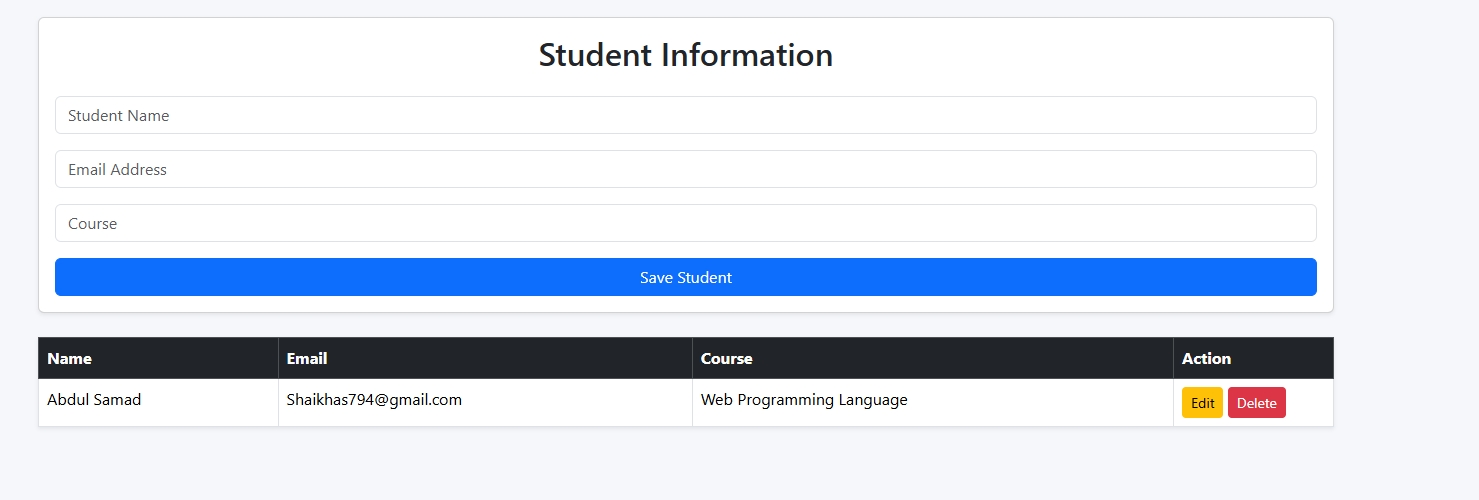 Student Information
Student Name
Email Address
Course
Save Student
Name Email Course Action
Abdul Samad Shaikhas794@gmail.com Web Programming Language Edit Delete